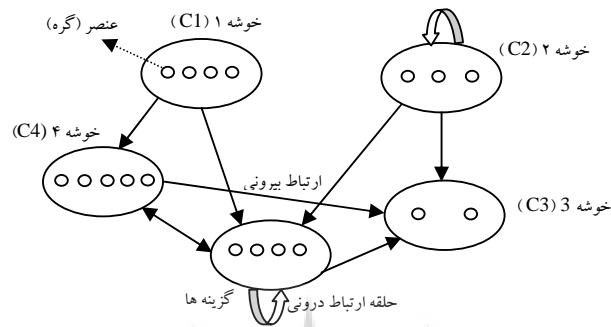 عنصر (گره)
خوشه ۱ (C1)
خوشه ۲ (C2)
خوشه ۴ (C4)
ارتباط بیرونی
خوشه 3 (C3)
گزینه ها
حلقه ارتباط درونی